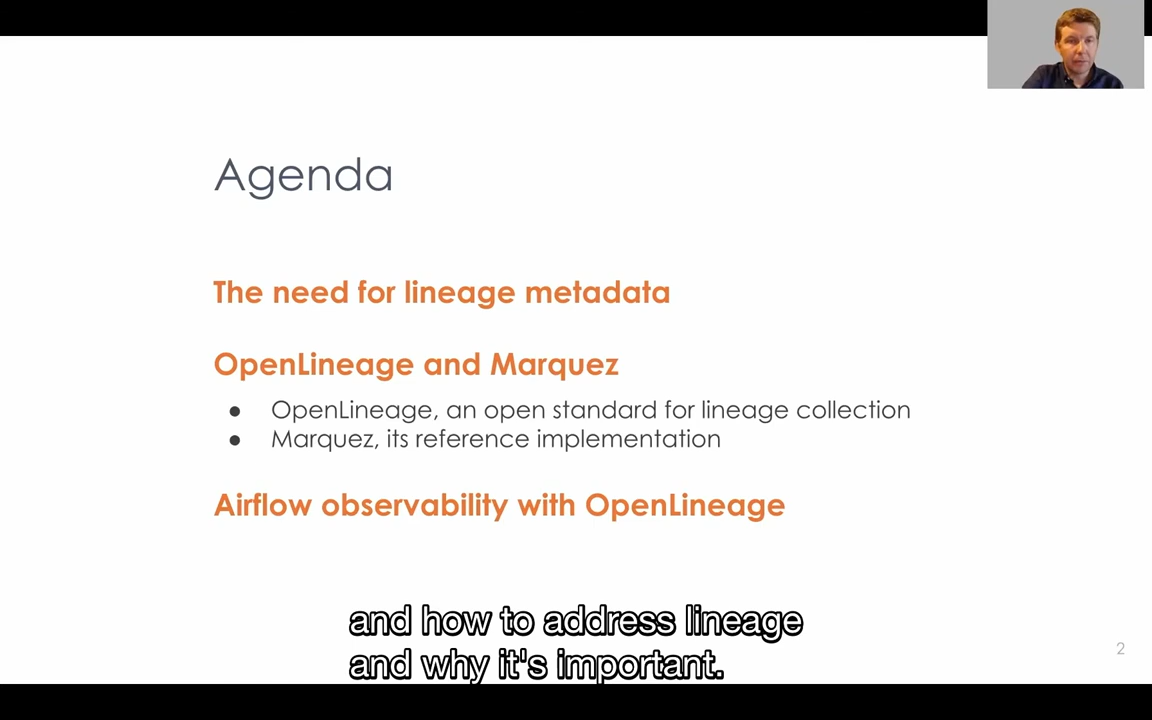 Agenda
The need for lineage metadata
OpenLineage and Marquez
● OpenLineage, an open standard for lineage collection
● Marquez, its reference implementation
Airflow observability with OpenLineage
and how to address lineage
and why it's important.
2